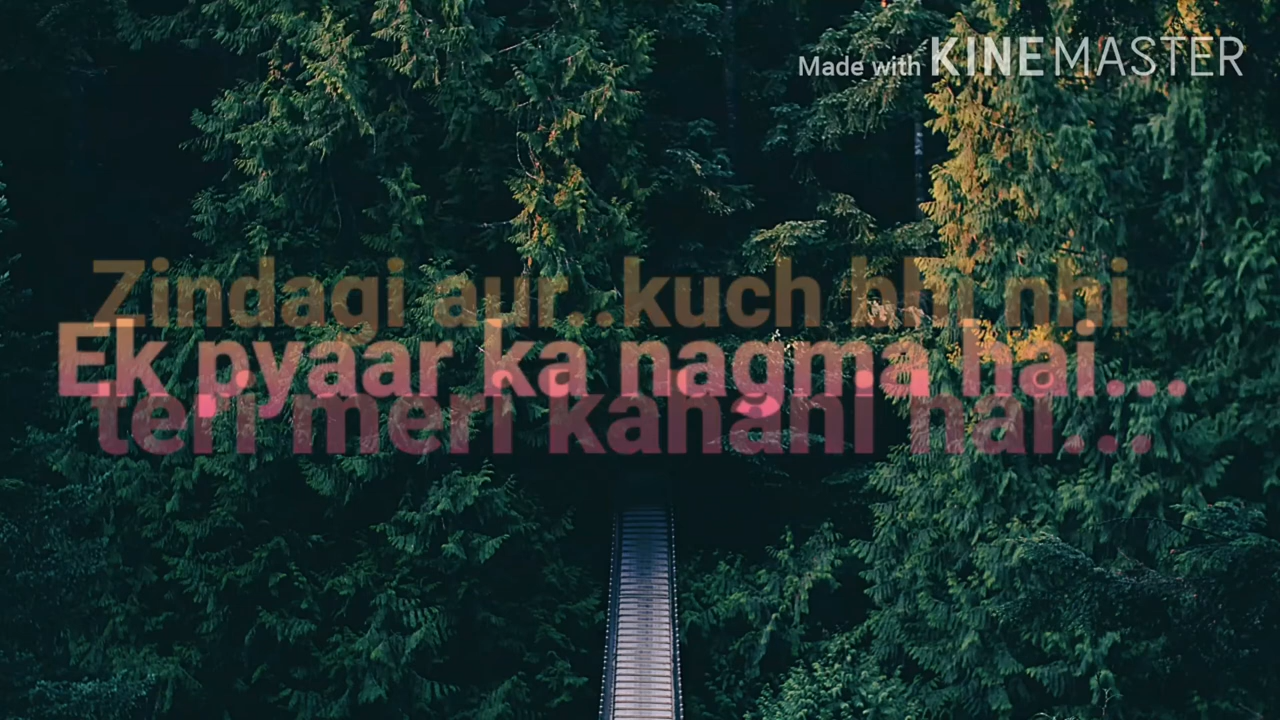 Made with KINEMASTER
Zindagi aur..kuch bhi nhi
Ek pyaar ka nagma hai...
teri meri kahani hai...